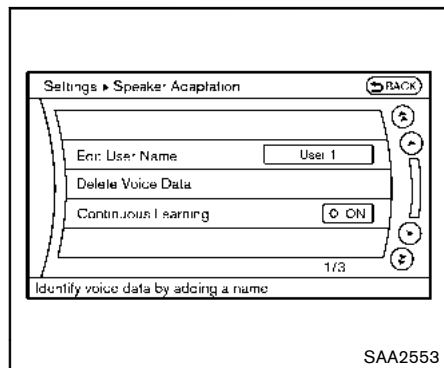 Settings ▸ Speaker Adaptation
BACK
Edit User Name
User 1
Delete Voice Data
Continuous Learning
ON
1/3
Identify voice data by adding a name
SAA2553